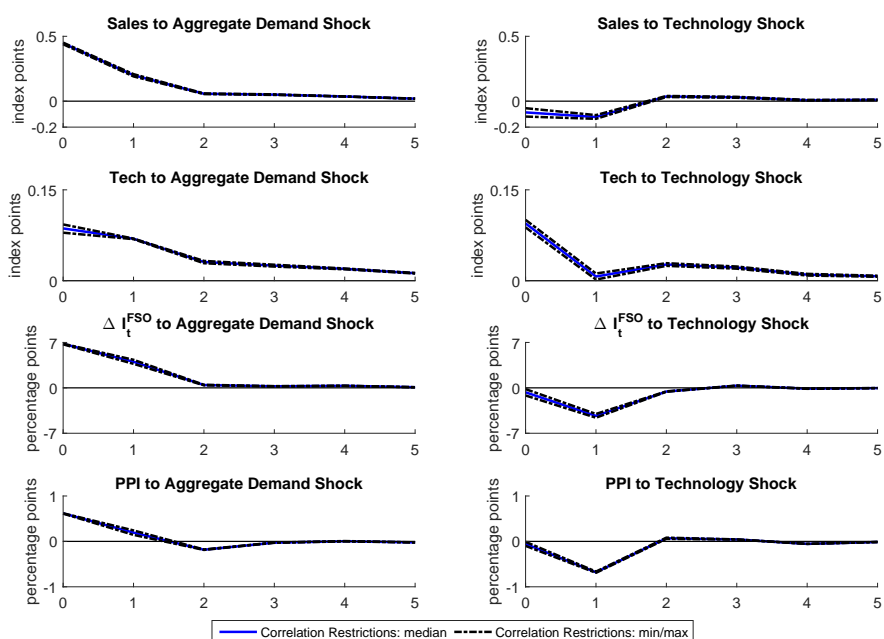 Sales to Aggregate Demand Shock
0.5
0
-0.2
index points
0 1 2 3 4 5
Sales to Technology Shock
0.5
0
-0.2
index points
0 1 2 3 4 5
Tech to Aggregate Demand Shock
0.15
0
index points
0 1 2 3 4 5
Tech to Technology Shock
0.15
0
index points
0 1 2 3 4 5
Δ I_t^FSO to Aggregate Demand Shock
7
0
-7
percentage points
0 1 2 3 4 5
Δ I_t^FSO to Technology Shock
7
0
-7
percentage points
0 1 2 3 4 5
PPI to Aggregate Demand Shock
1
0
-1
percentage points
0 1 2 3 4 5
PPI to Technology Shock
1
0
-1
percentage points
0 1 2 3 4 5
Correlation Restrictions: median Correlation Restrictions: min/max